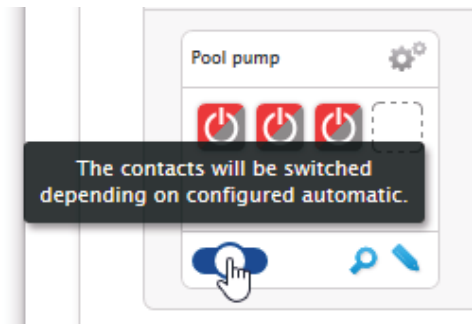 Pool pump
The contacts will be switched
depending on configured automatic.